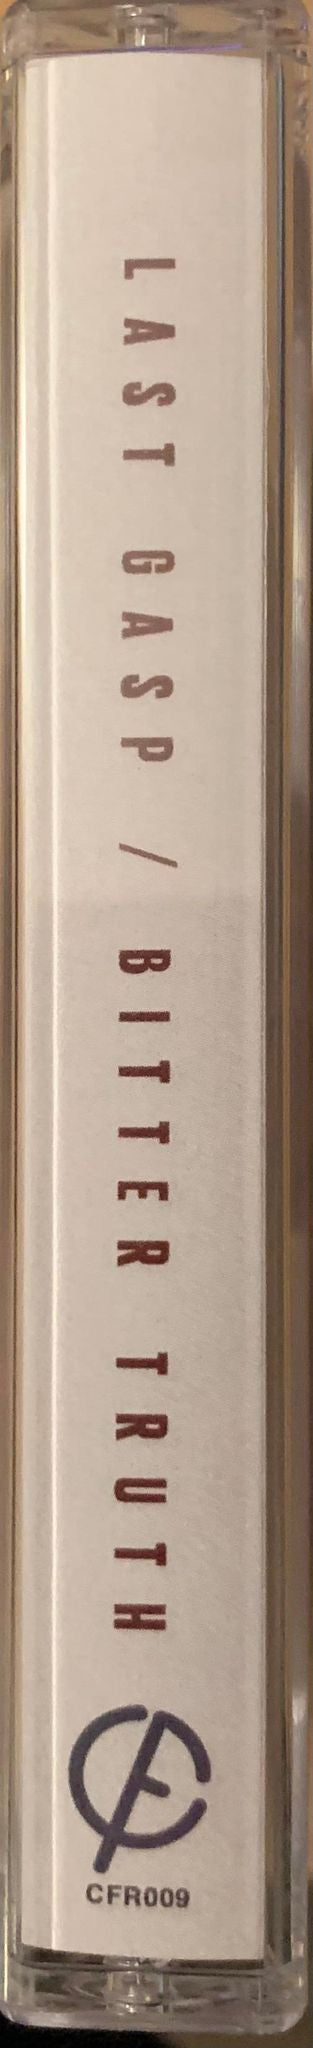 LAST GASP / BITTER TRUTH
CFR009